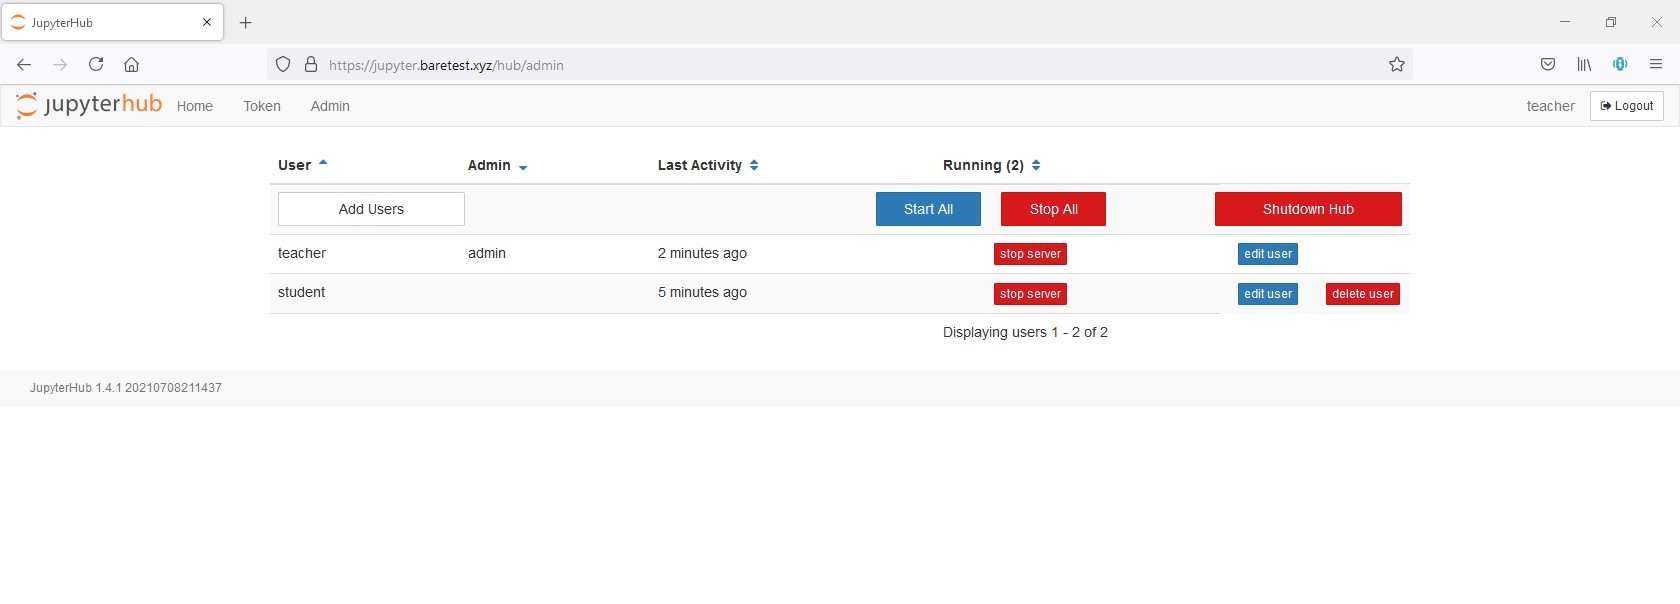 JupyterHub
https://jupyter.baretest.xyz/hub/admin
jupyterhub Home Token Admin teacher Logout
User Admin Last Activity Running (2)
Add Users Start All Stop All Shutdown Hub
teacher admin 2 minutes ago stop server edit user
student 5 minutes ago stop server edit user delete user
Displaying users 1 - 2 of 2
JupyterHub 1.4.1 20210708211437